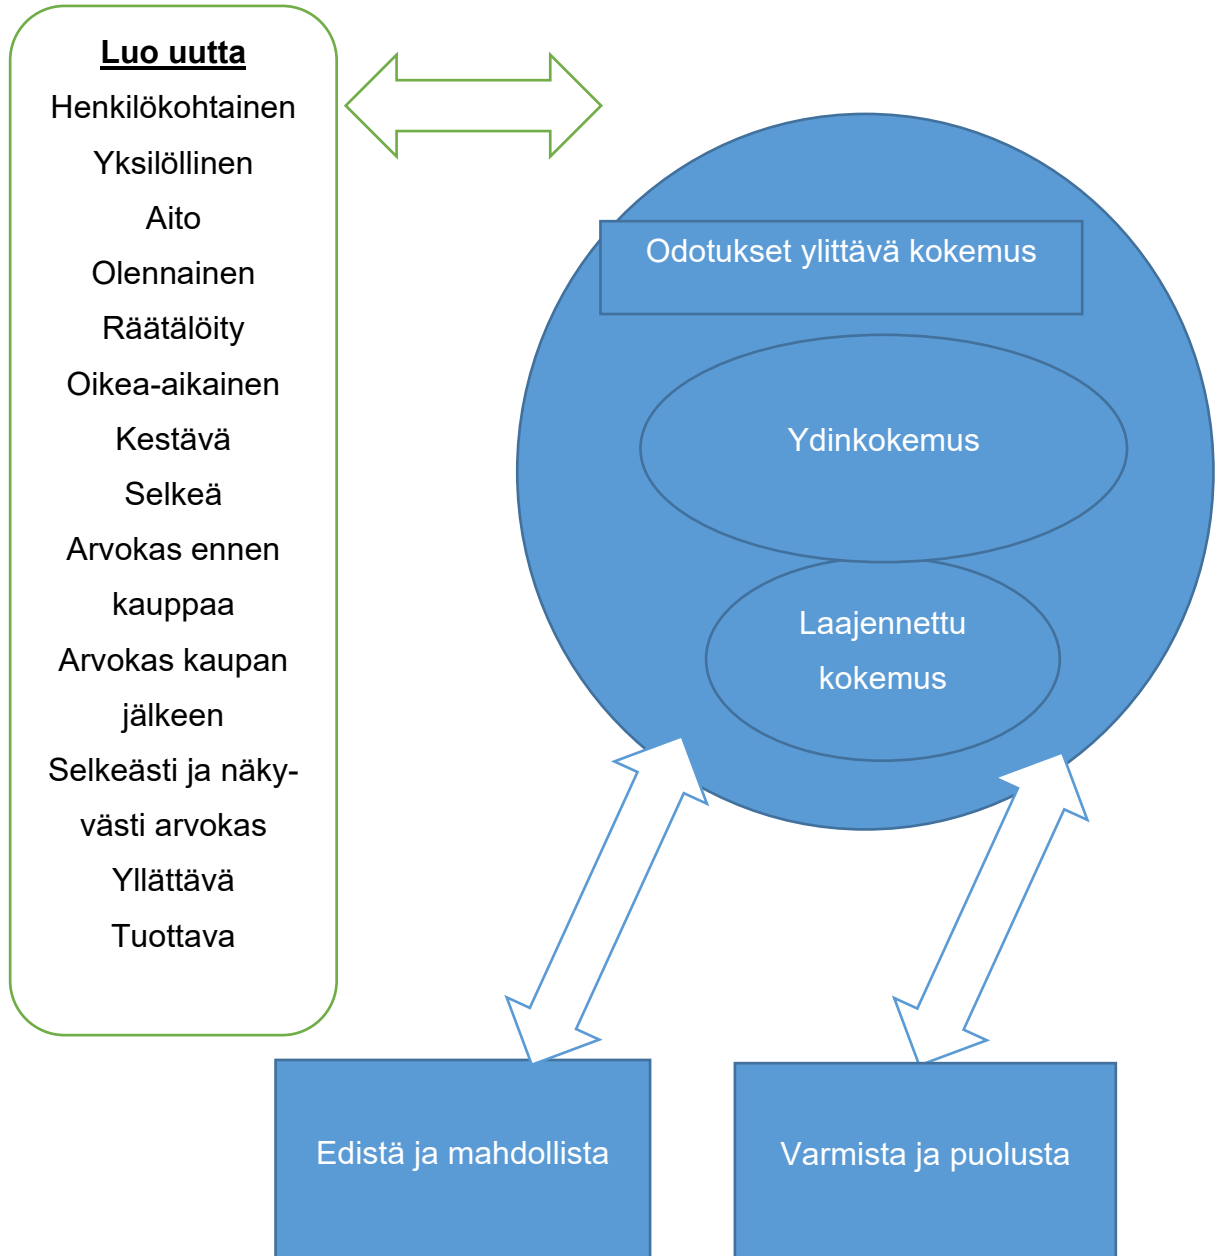 Luo uutta
Henkilökohtainen
Yksilöllinen
Aito
Olennainen
Räätälöity
Oikea-aikainen
Kestävä
Selkeä
Arvokas ennen
kauppaa
Arvokas kaupan
jälkeen
Selkeästi ja näky-
västi arvokas
Yllättävä
Tuottava
Odotukset ylittävä kokemus
Ydinkokemus
Laajennettu
kokemus
Edistä ja mahdollista
Varmista ja puolusta